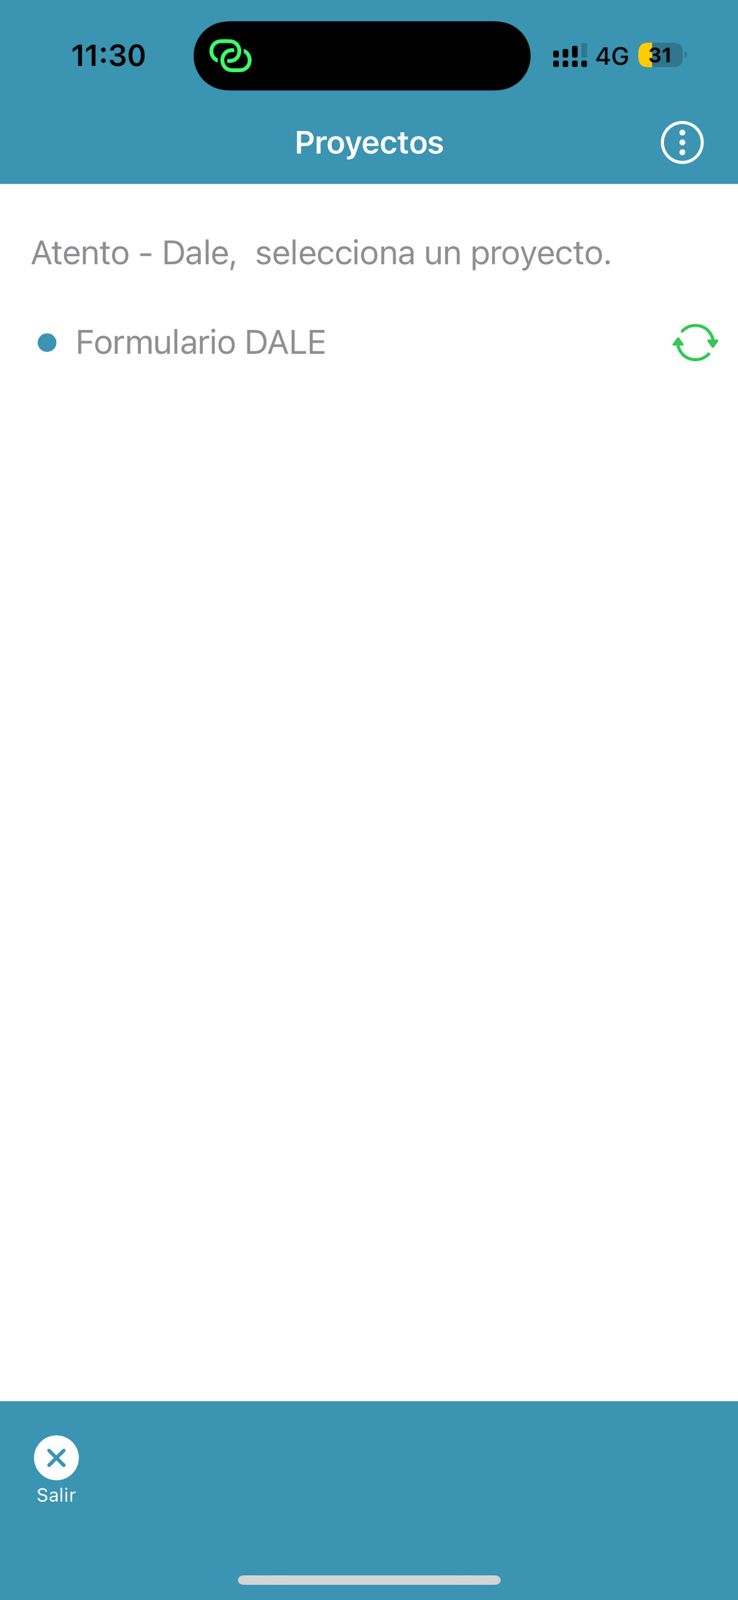 11:30
4G
31
Proyectos
Atento - Dale,  selecciona un proyecto.
Formulario DALE
Salir